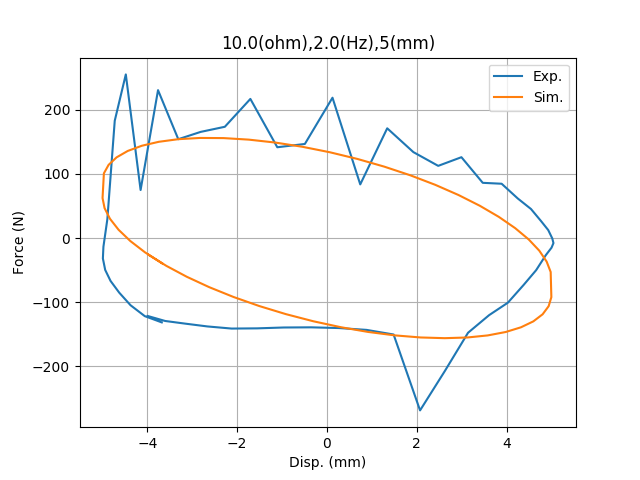 10.0(ohm),2.0(Hz),5(mm)
Exp.
Sim.
200
100
0
−100
−200
Force (N)
−4
−2
0
2
4
Disp. (mm)